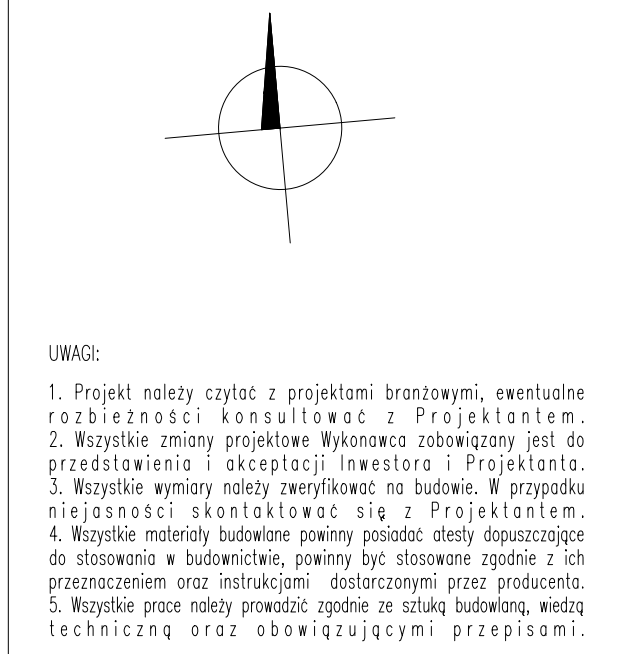 UWAGI:
1. Projekt należy czytać z projektami branżowymi, ewentualne
rozbieżności konsultować z Projektantem.
2. Wszystkie zmiany projektowe Wykonawca zobowiązany jest do
przedstawienia i akceptacji Inwestora i Projektanta.
3. Wszystkie wymiary należy zweryfikować na budowie. W przypadku
niejasności skontaktować się z Projektantem.
4. Wszystkie materiały budowlane powinny posiadać atesty dopuszczające
do stosowania w budownictwie, powinny być stosowane zgodnie z ich
przeznaczeniem oraz instrukcjami dostarczonymi przez producenta.
5. Wszystkie prace należy prowadzić zgodnie ze sztuką budowlaną, wiedzą
techniczną oraz obowiązującymi przepisami.